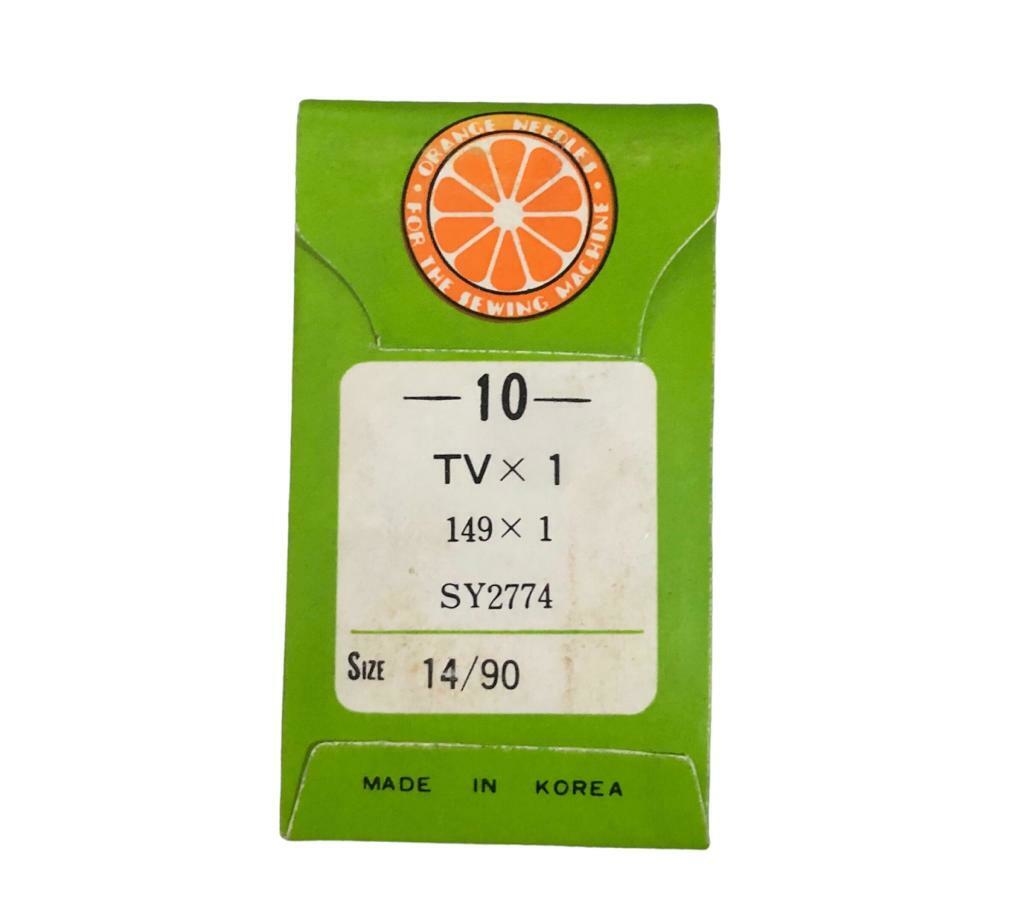 ORANGE NEEDLES
• FOR THE SEWING MACHINE •
—10—
TV× 1
149× 1
SY2774
SIZE 14/90
MADE IN KOREA